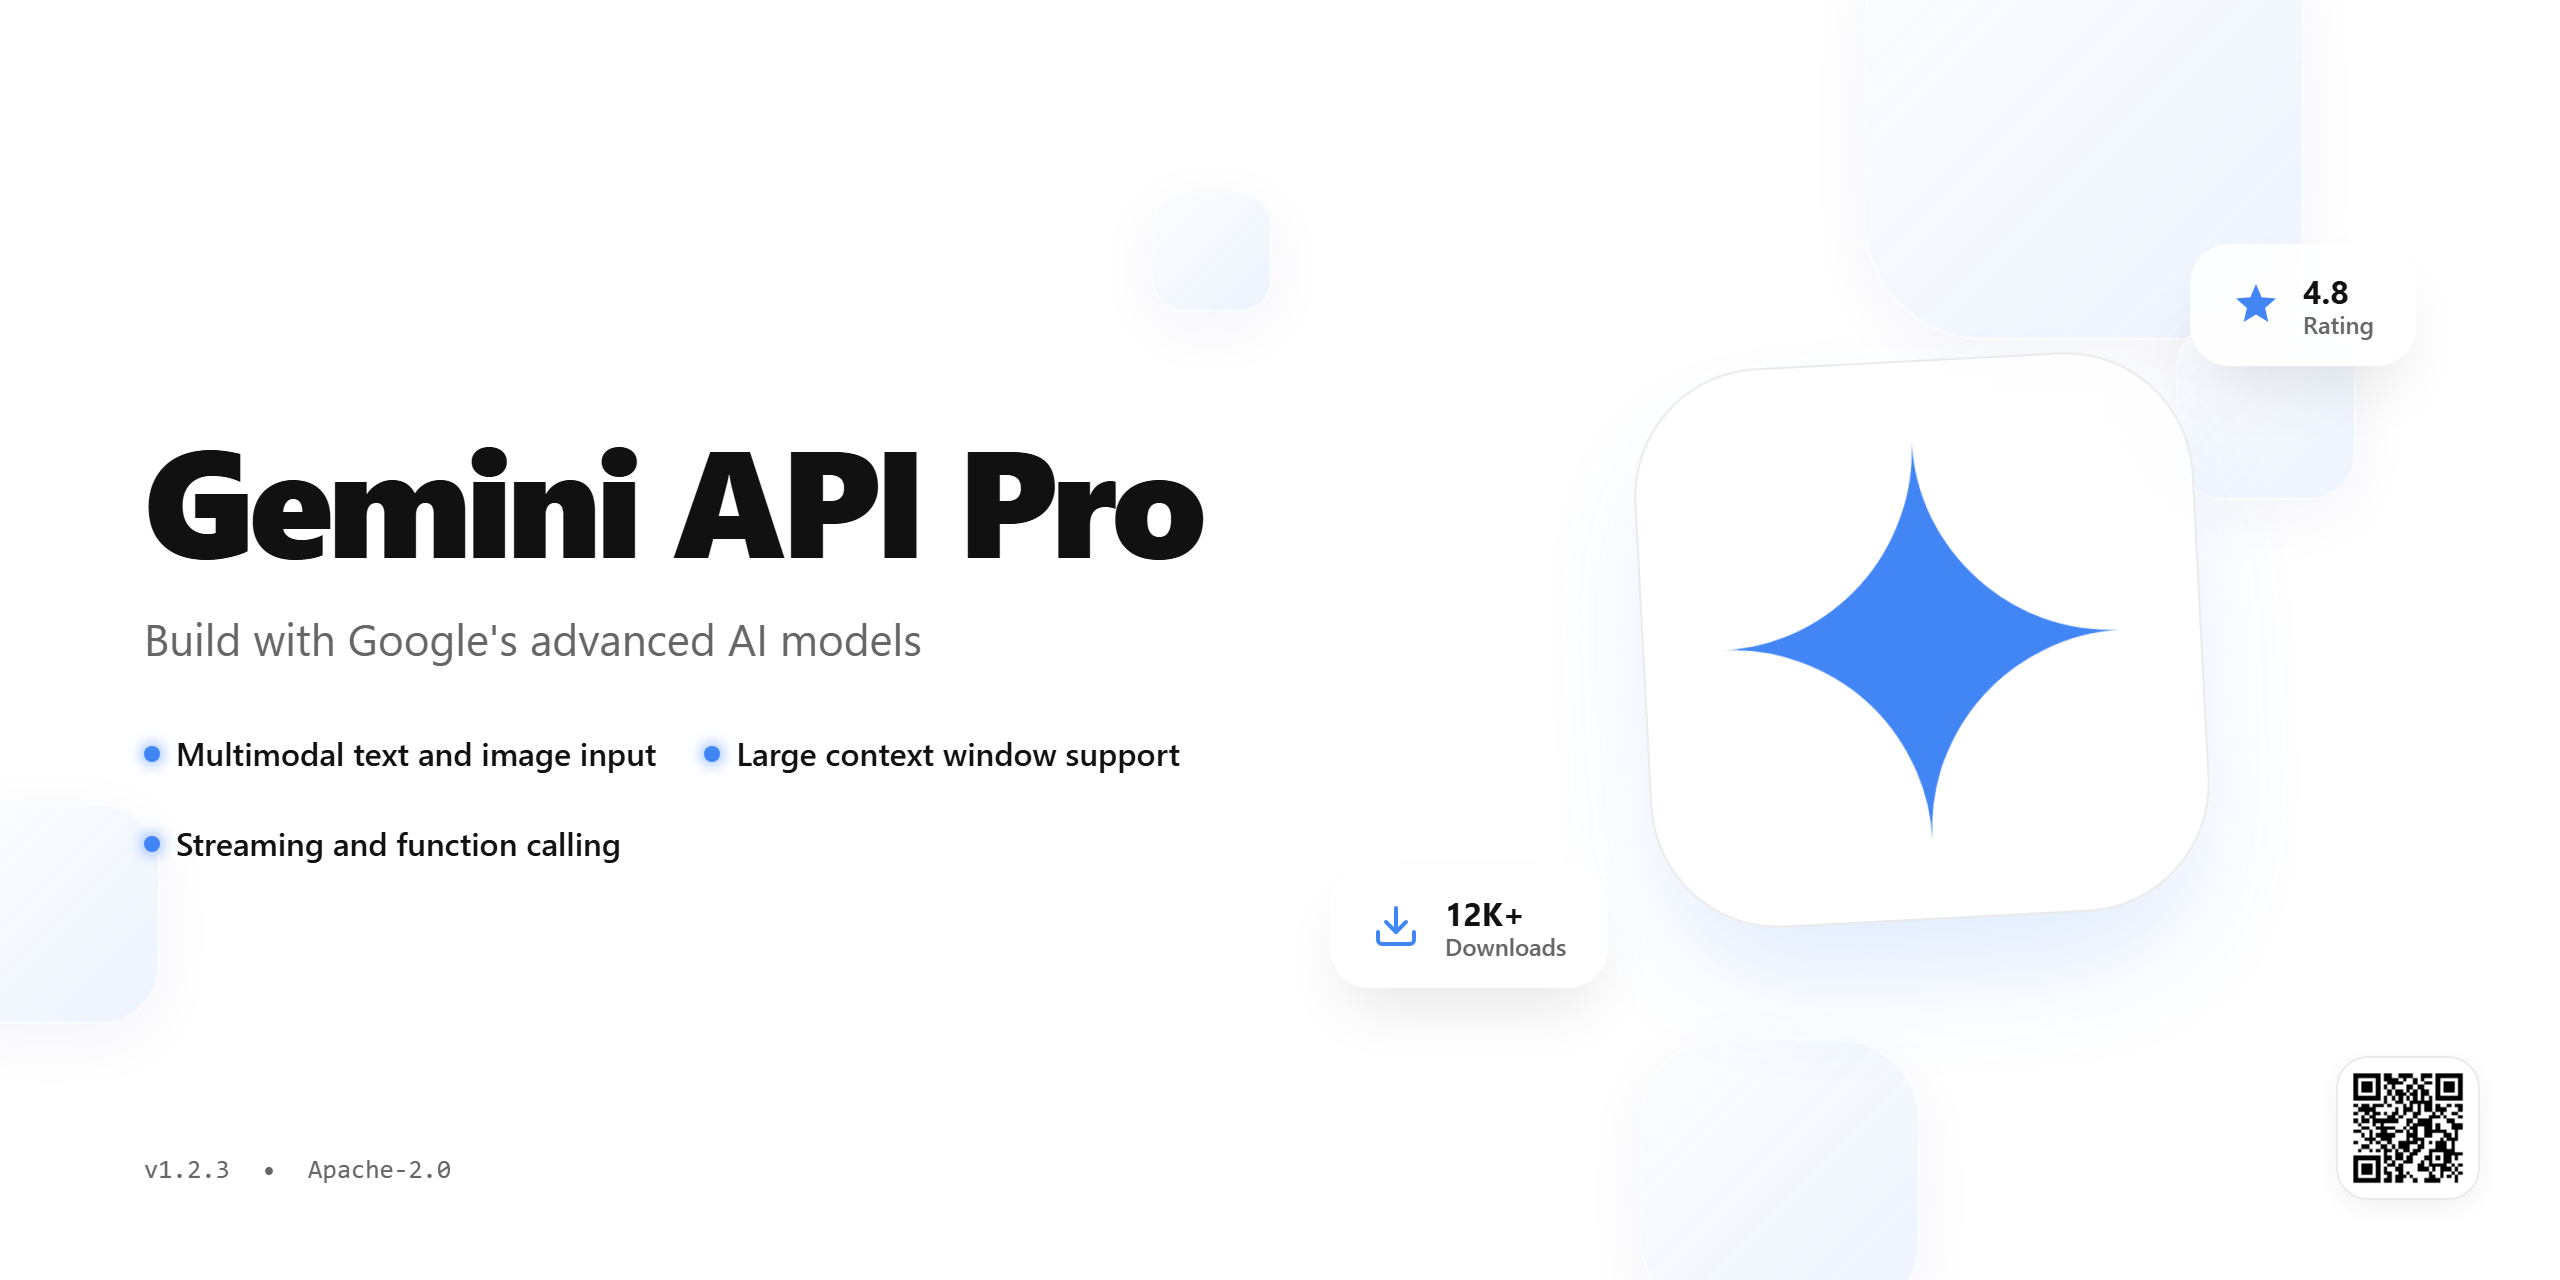 Gemini API Pro
Build with Google's advanced AI models
Multimodal text and image input
Large context window support
Streaming and function calling
4.8
Rating
12K+
Downloads
v1.2.3 • Apache-2.0